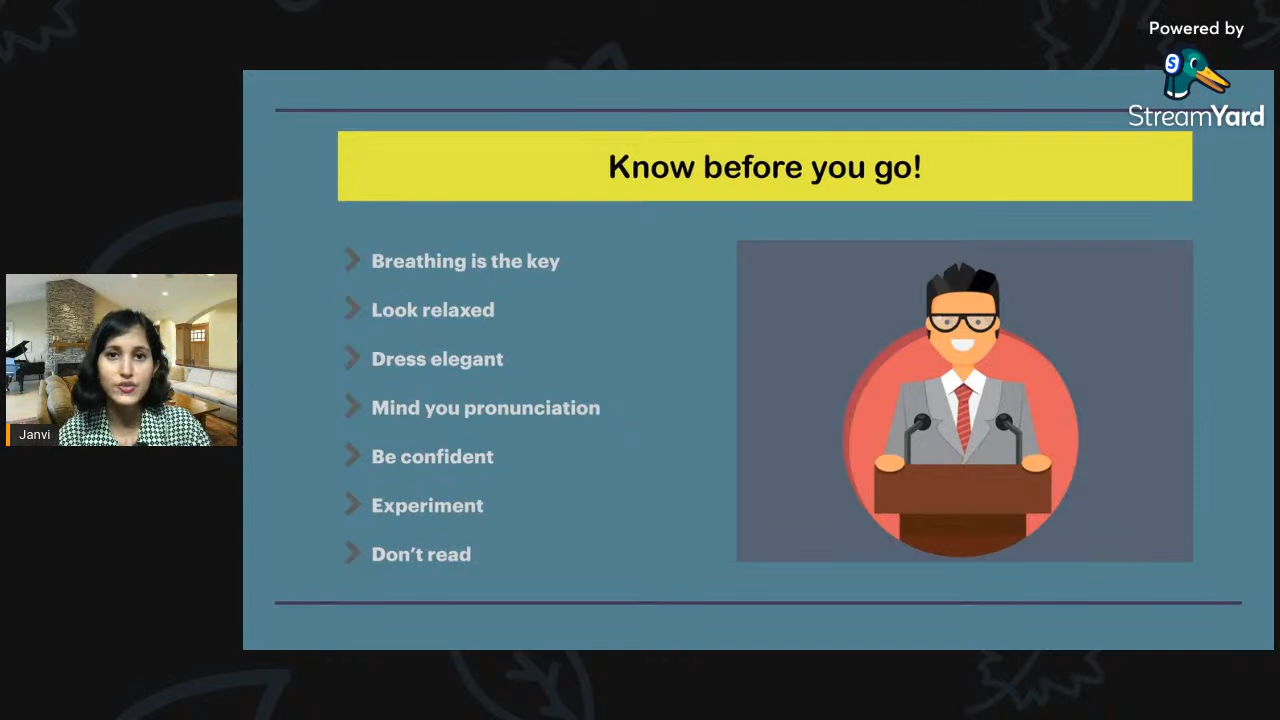 Powered by
S
StreamYard
Know before you go!
Breathing is the key
Look relaxed
Dress elegant
Mind you pronunciation
Be confident
Experiment
Don’t read
Janvi